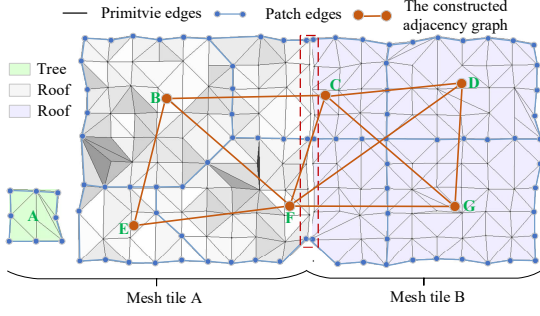 Primitvie edges
Patch edges
The constructed
adjacency graph
Tree
Roof
Roof
B
C
D
A
E
F
G
Mesh tile A
Mesh tile B